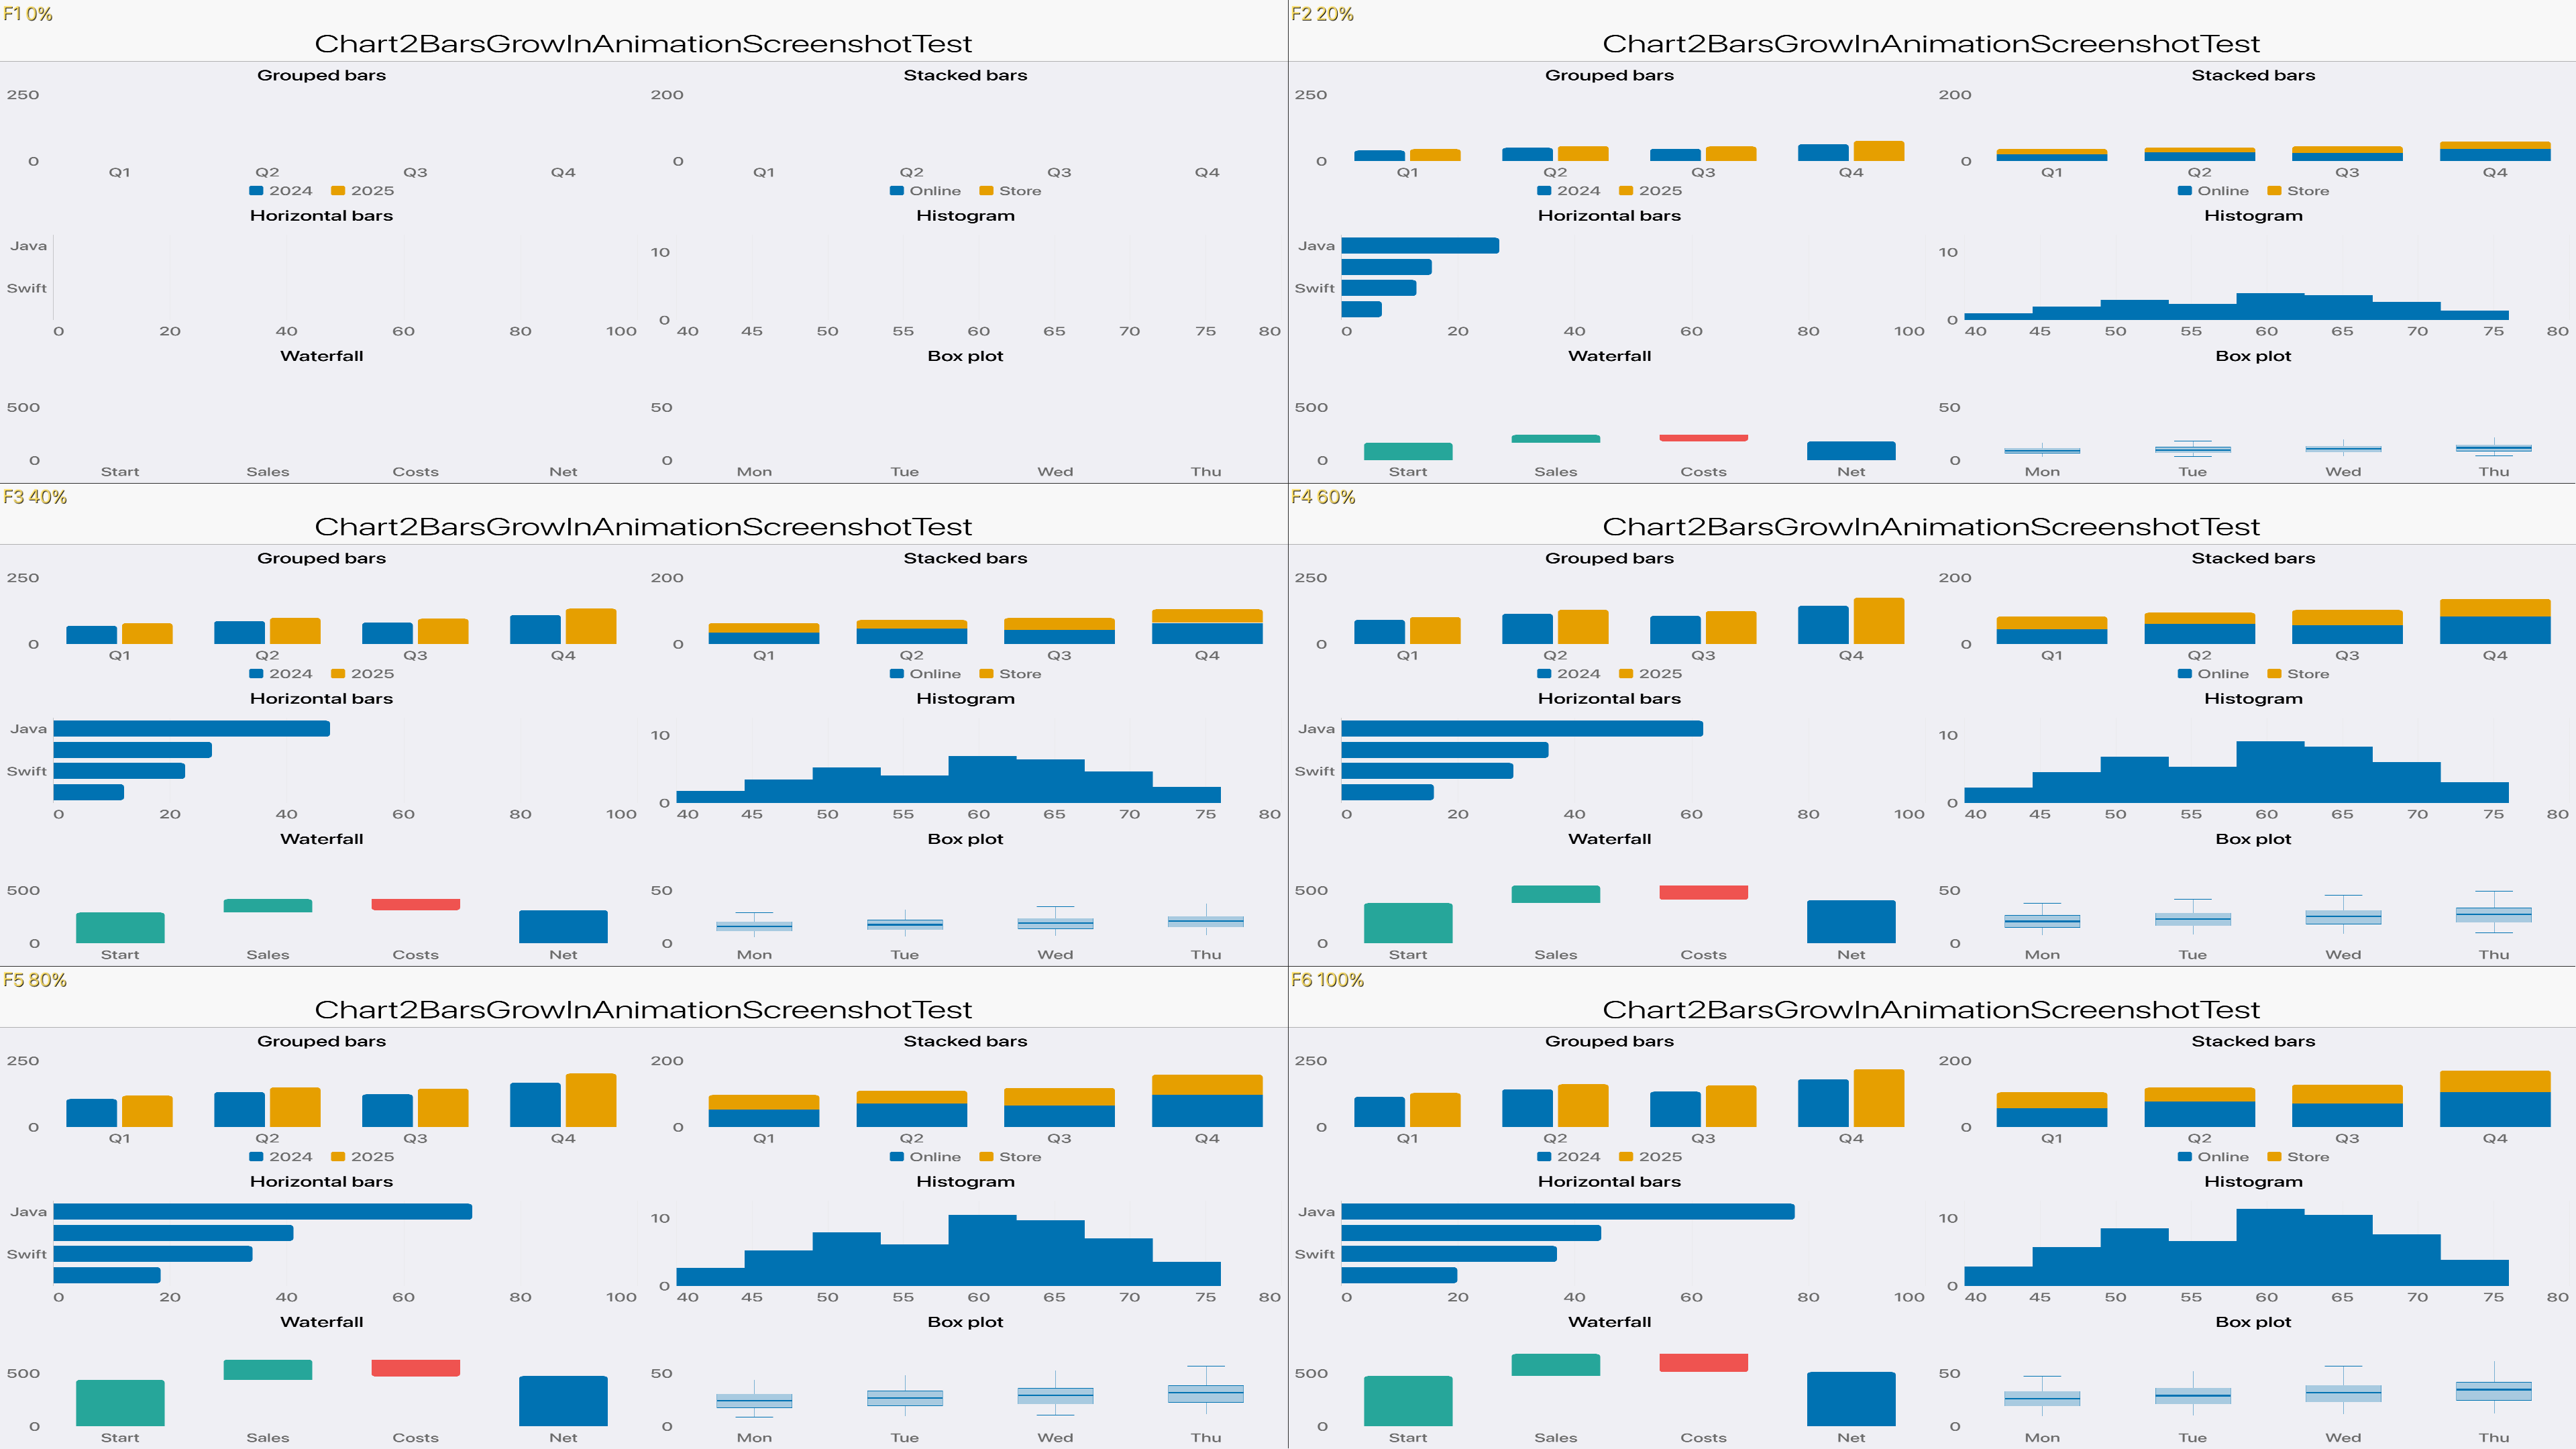 F1 0%
Chart2BarsGrowInAnimationScreenshotTest
Grouped bars
250
0
Q1 Q2 Q3 Q4
2024 2025
Stacked bars
200
0
Q1 Q2 Q3 Q4
Online Store
Horizontal bars
Java
Swift
0 20 40 60 80 100
Histogram
10
0
40 45 50 55 60 65 70 75 80
Waterfall
500
0
Start Sales Costs Net
Box plot
50
0
Mon Tue Wed Thu
F2 20%
Chart2BarsGrowInAnimationScreenshotTest
Grouped bars
250
0
Q1 Q2 Q3 Q4
2024 2025
Stacked bars
200
0
Q1 Q2 Q3 Q4
Online Store
Horizontal bars
Java
Swift
0 20 40 60 80 100
Histogram
10
0
40 45 50 55 60 65 70 75 80
Waterfall
500
0
Start Sales Costs Net
Box plot
50
0
Mon Tue Wed Thu
F3 40%
Chart2BarsGrowInAnimationScreenshotTest
Grouped bars
250
0
Q1 Q2 Q3 Q4
2024 2025
Stacked bars
200
0
Q1 Q2 Q3 Q4
Online Store
Horizontal bars
Java
Swift
0 20 40 60 80 100
Histogram
10
0
40 45 50 55 60 65 70 75 80
Waterfall
500
0
Start Sales Costs Net
Box plot
50
0
Mon Tue Wed Thu
F4 60%
Chart2BarsGrowInAnimationScreenshotTest
Grouped bars
250
0
Q1 Q2 Q3 Q4
2024 2025
Stacked bars
200
0
Q1 Q2 Q3 Q4
Online Store
Horizontal bars
Java
Swift
0 20 40 60 80 100
Histogram
10
0
40 45 50 55 60 65 70 75 80
Waterfall
500
0
Start Sales Costs Net
Box plot
50
0
Mon Tue Wed Thu
F5 80%
Chart2BarsGrowInAnimationScreenshotTest
Grouped bars
250
0
Q1 Q2 Q3 Q4
2024 2025
Stacked bars
200
0
Q1 Q2 Q3 Q4
Online Store
Horizontal bars
Java
Swift
0 20 40 60 80 100
Histogram
10
0
40 45 50 55 60 65 70 75 80
Waterfall
500
0
Start Sales Costs Net
Box plot
50
0
Mon Tue Wed Thu
F6 100%
Chart2BarsGrowInAnimationScreenshotTest
Grouped bars
250
0
Q1 Q2 Q3 Q4
2024 2025
Stacked bars
200
0
Q1 Q2 Q3 Q4
Online Store
Horizontal bars
Java
Swift
0 20 40 60 80 100
Histogram
10
0
40 45 50 55 60 65 70 75 80
Waterfall
500
0
Start Sales Costs Net
Box plot
50
0
Mon Tue Wed Thu